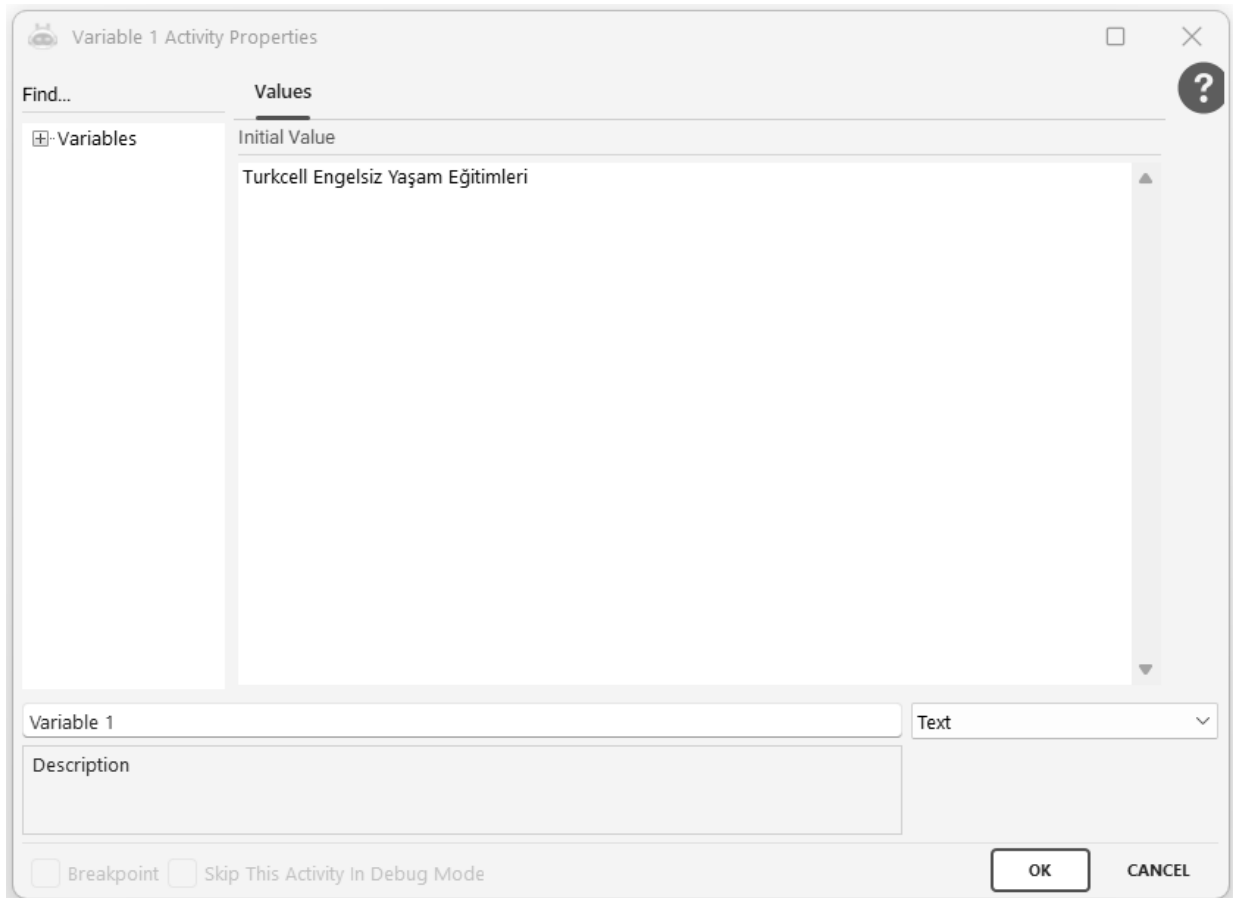 Variable 1 Activity Properties
Find...
Values
Variables
Initial Value
Turkcell Engelsiz Yaşam Eğitimleri
Variable 1
Text
Description
Breakpoint
Skip This Activity In Debug Mode
OK
CANCEL
?